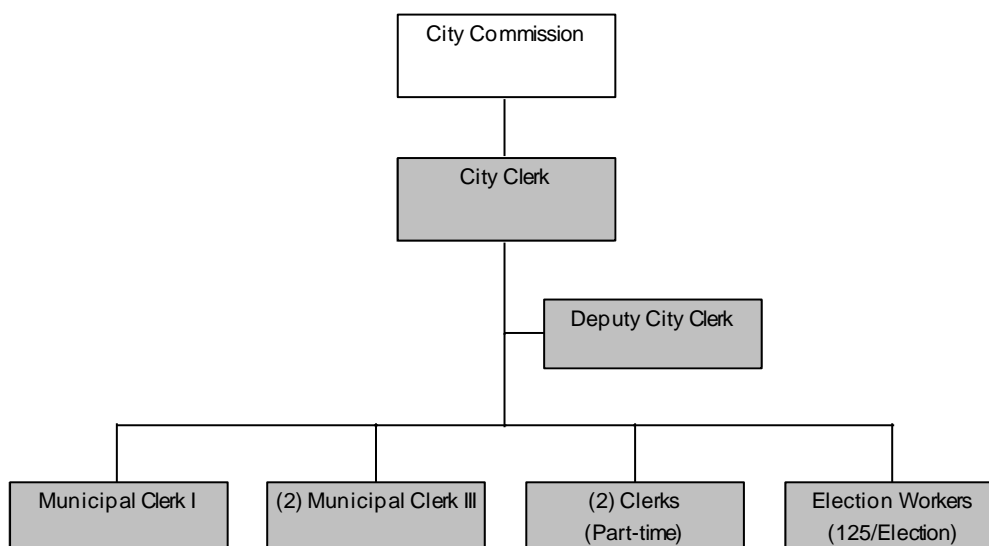 City Commission
City Clerk
Deputy City Clerk
Municipal Clerk I
(2) Municipal Clerk III
(2) Clerks
(Part-time)
Election Workers
(125/Election)